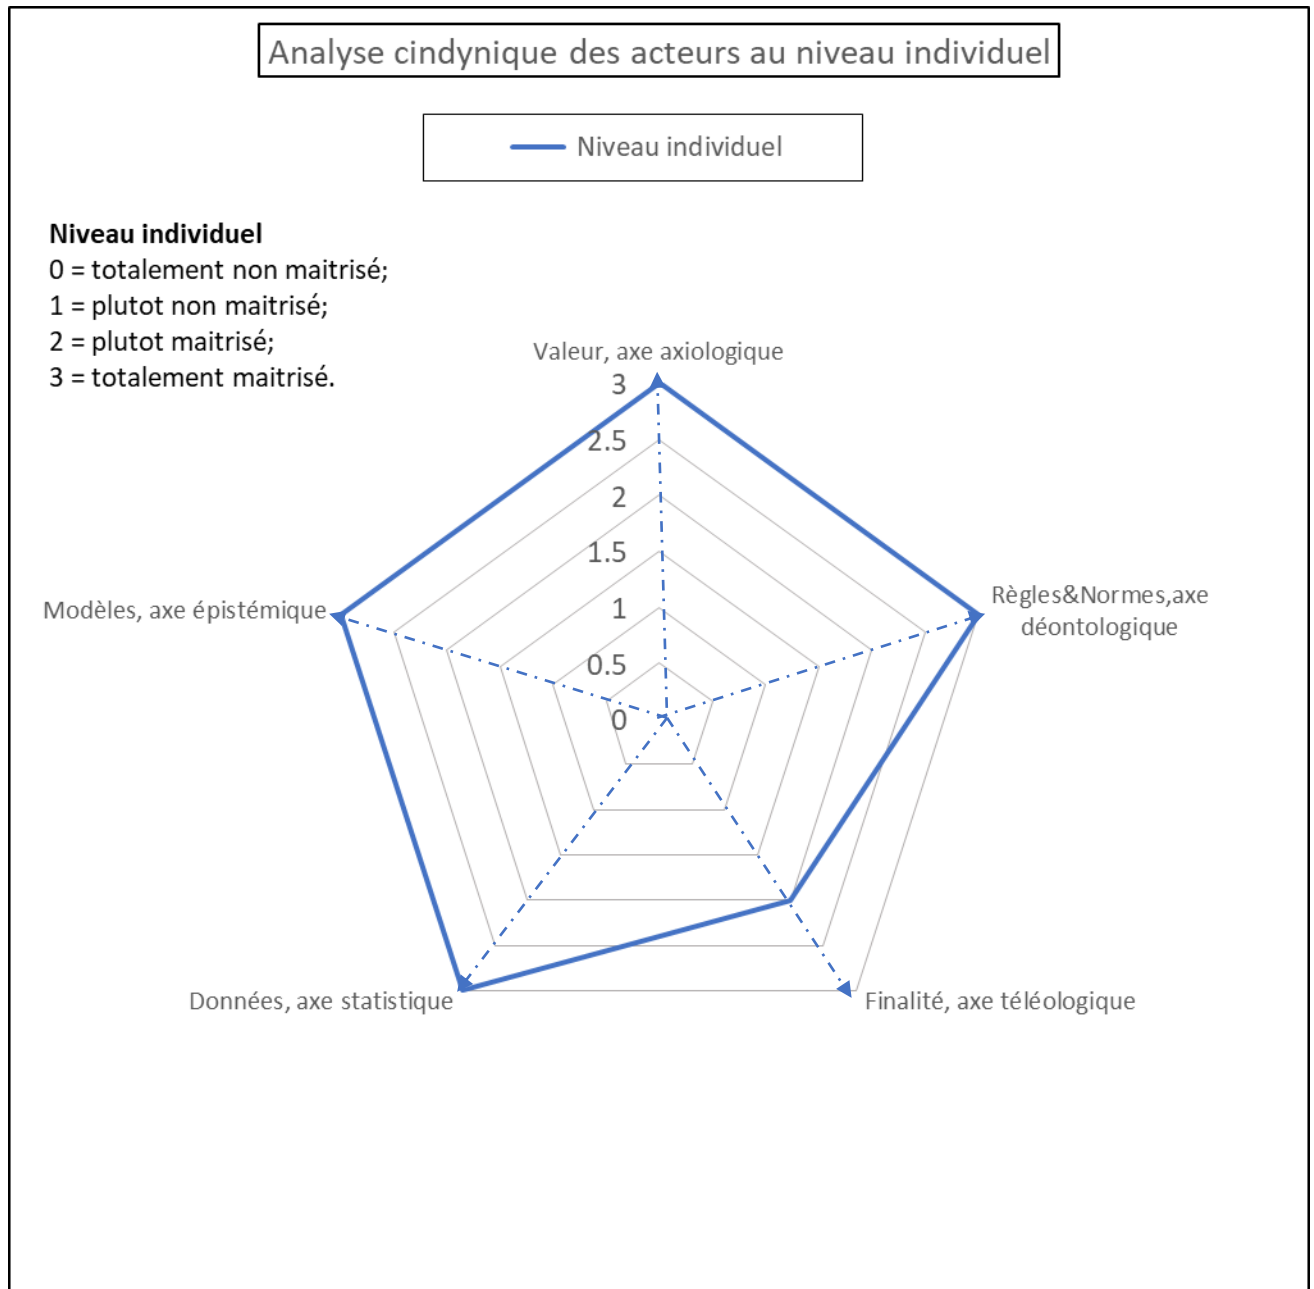 Analyse cindynique des acteurs au niveau individuel
Niveau individuel
Niveau individuel
0 = totalement non maitrisé;
1 = plutot non maitrisé;
2 = plutot maitrisé;
3 = totalement maitrisé.
Valeur, axe axiologique
3
2.5
2
1.5
1
0.5
0
Modèles, axe épistémique
Règles&Normes,axe
déontologique
Données, axe statistique
Finalité, axe téléologique